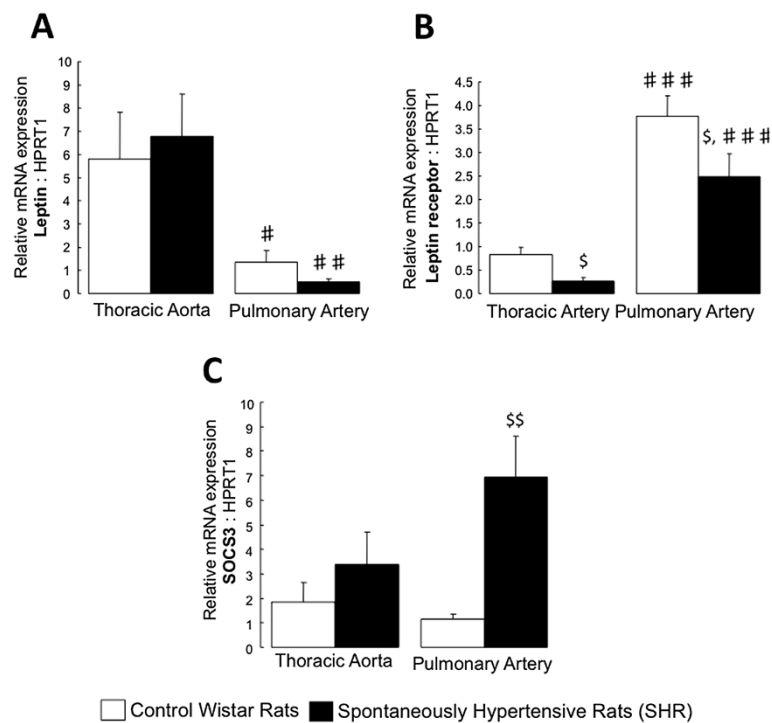 A
Relative mRNA expression
Leptin : HPRT1
10
9
8
7
6
5
4
3
2
1
0
#
# #
Thoracic Aorta
Pulmonary Artery
B
Relative mRNA expression
Leptin receptor : HPRT1
4.5
4.0
3.5
3.0
2.5
2.0
1.5
1.0
0.5
0.0
# # #
$, # # #
$
Thoracic Artery
Pulmonary Artery
C
Relative mRNA expression
SOCS3 : HPRT1
10
9
8
7
6
5
4
3
2
1
0
$$
Thoracic Aorta
Pulmonary Artery
Control Wistar Rats
Spontaneously Hypertensive Rats (SHR)